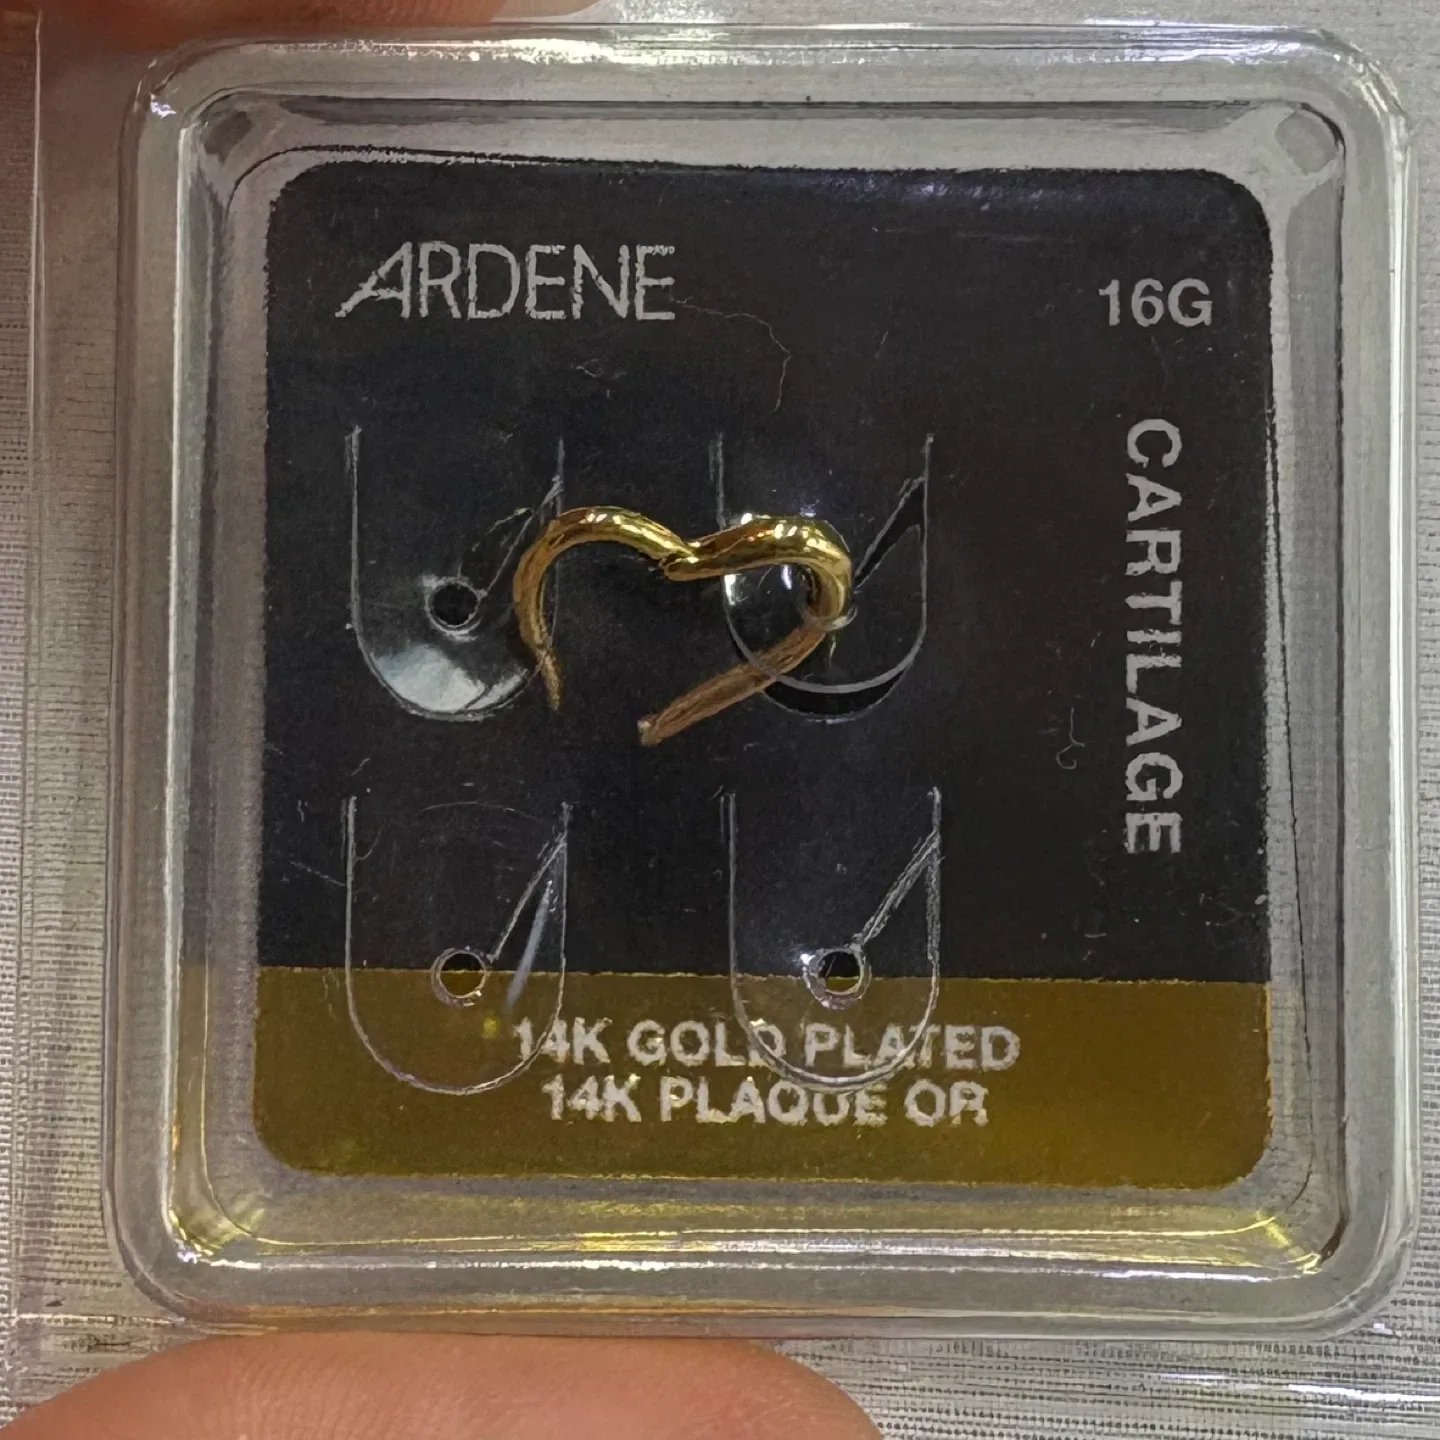 ARDENE
16G
CARTILAGE
14K GOLD PLATED
14K PLAQUE OR